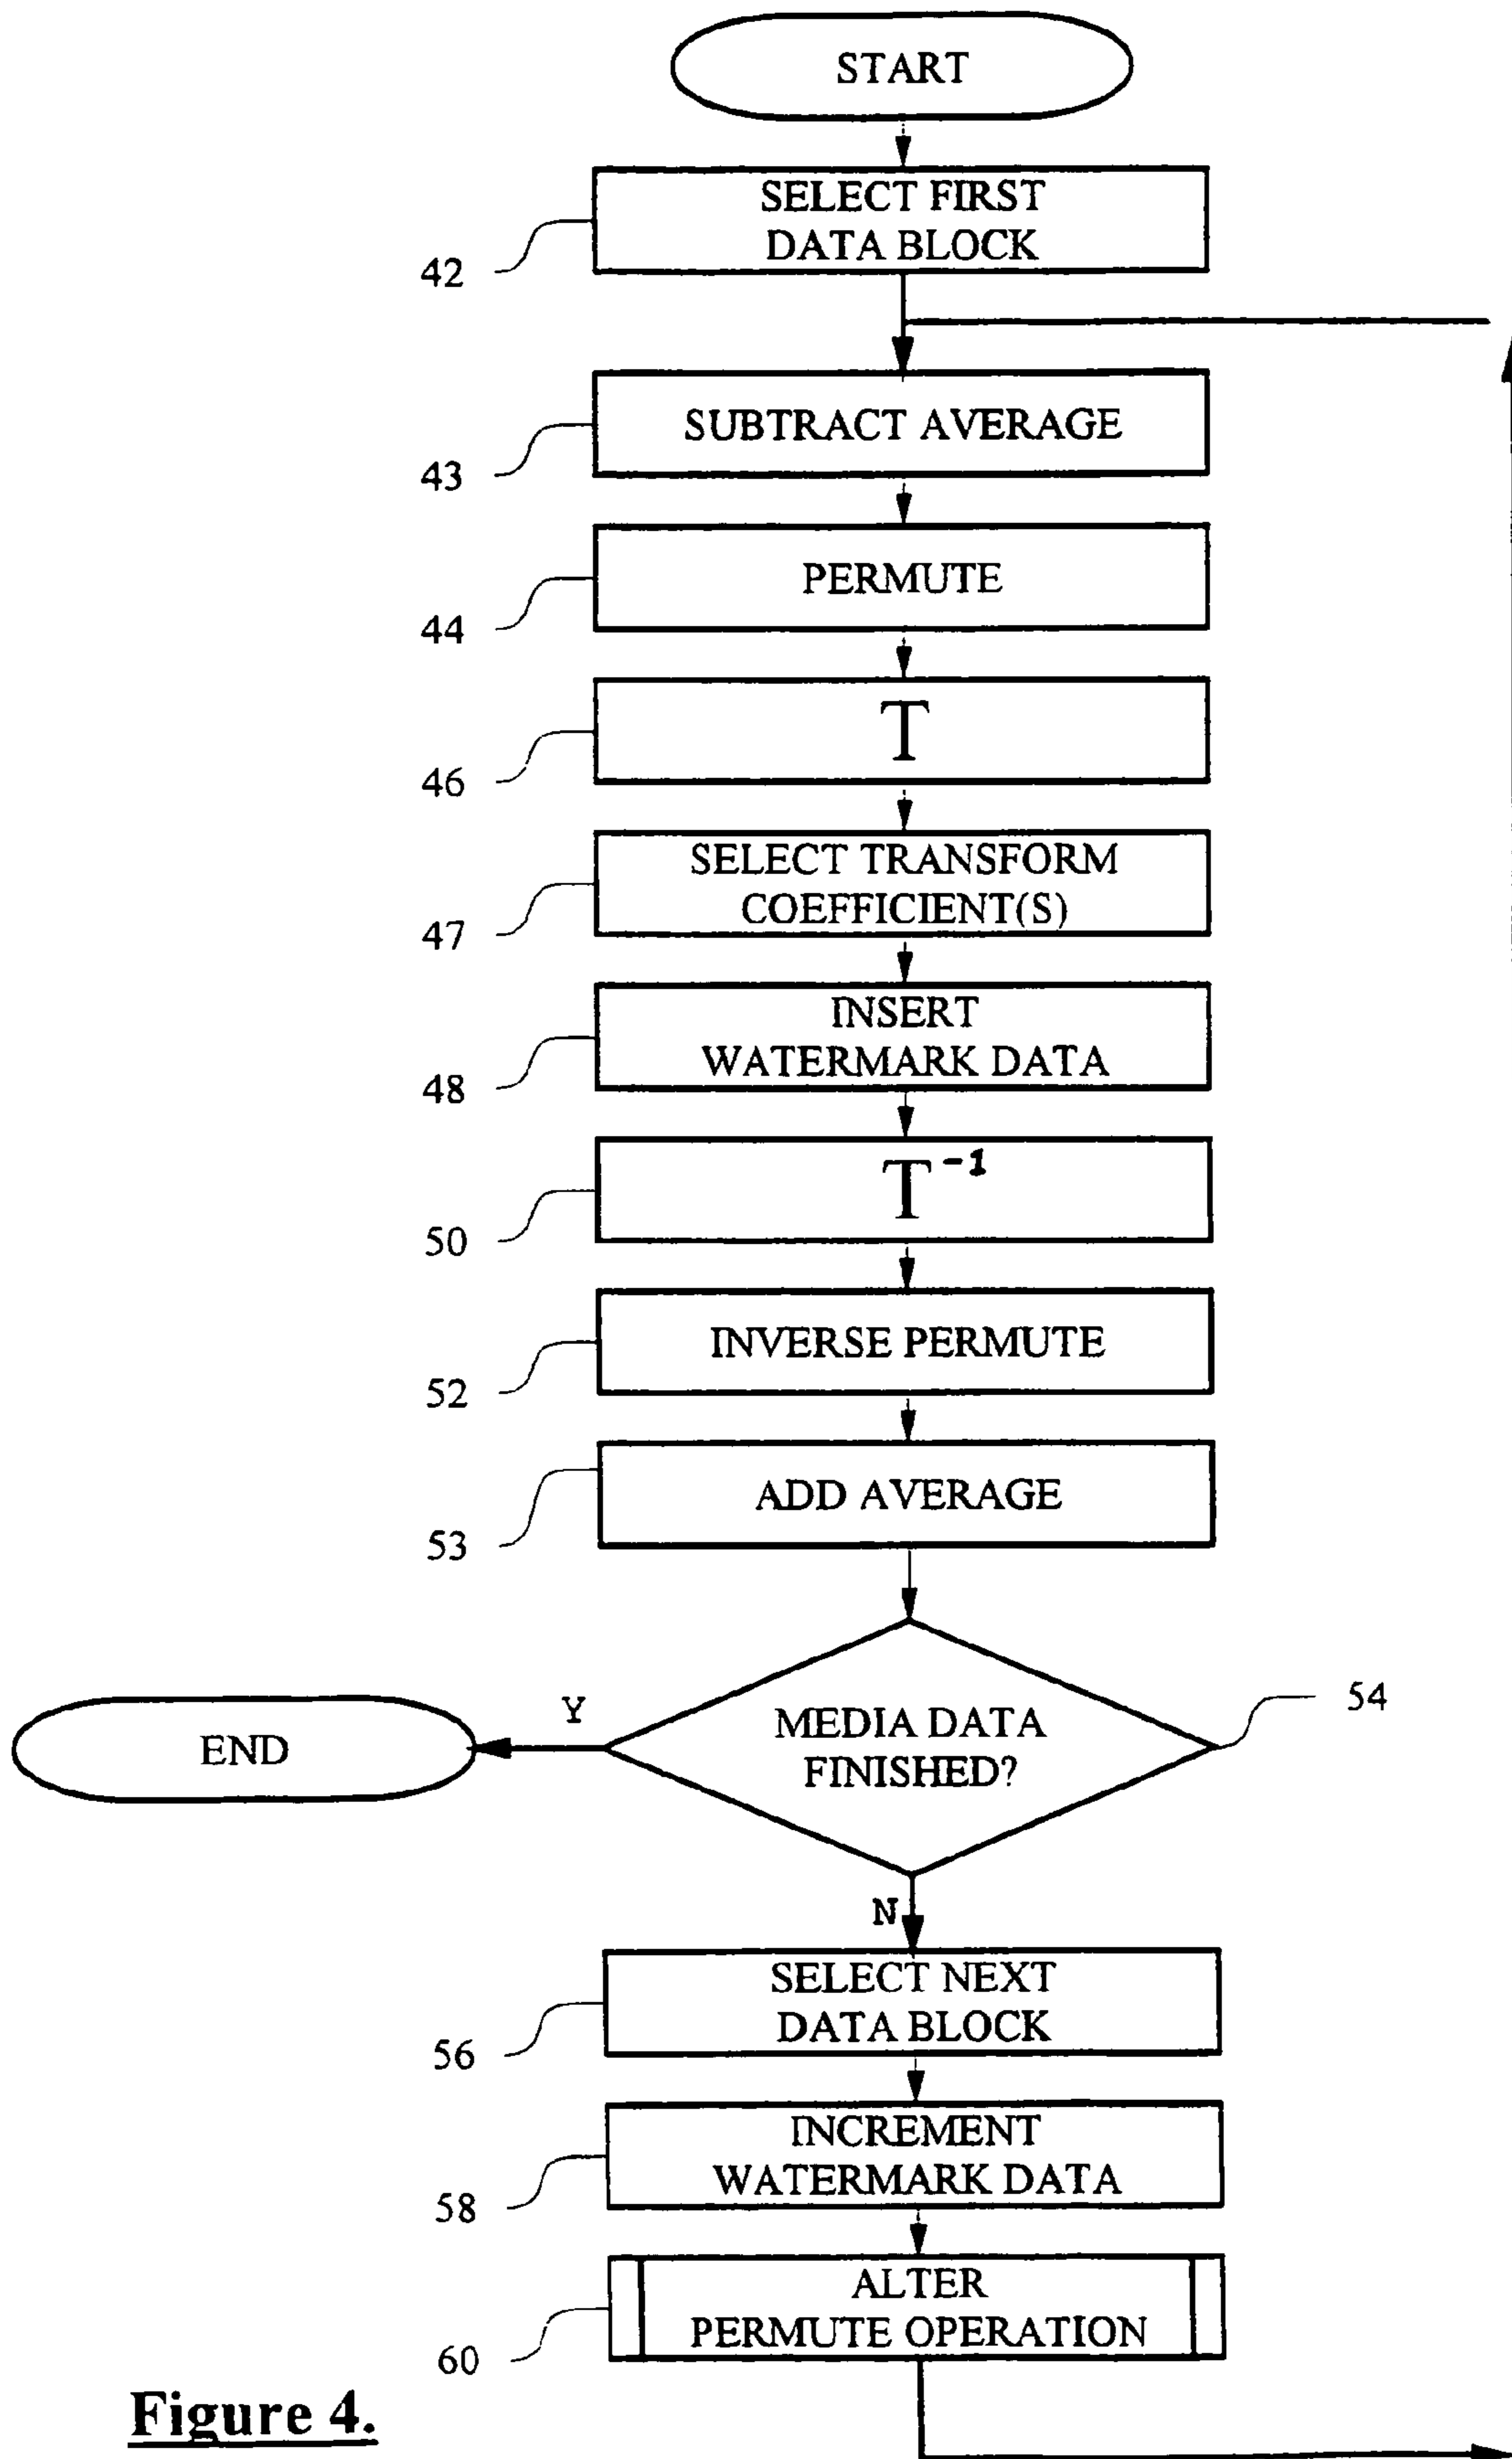 START
SELECT FIRST
DATA BLOCK
42
SUBTRACT AVERAGE
43
PERMUTE
44
T
46
SELECT TRANSFORM
COEFFICIENT(S)
47
INSERT
WATERMARK DATA
48
T⁻¹
50
INVERSE PERMUTE
52
ADD AVERAGE
53
MEDIA DATA
FINISHED?
54
Y
END
N
SELECT NEXT
DATA BLOCK
56
INCREMENT
WATERMARK DATA
58
ALTER
PERMUTE OPERATION
60
Figure 4.